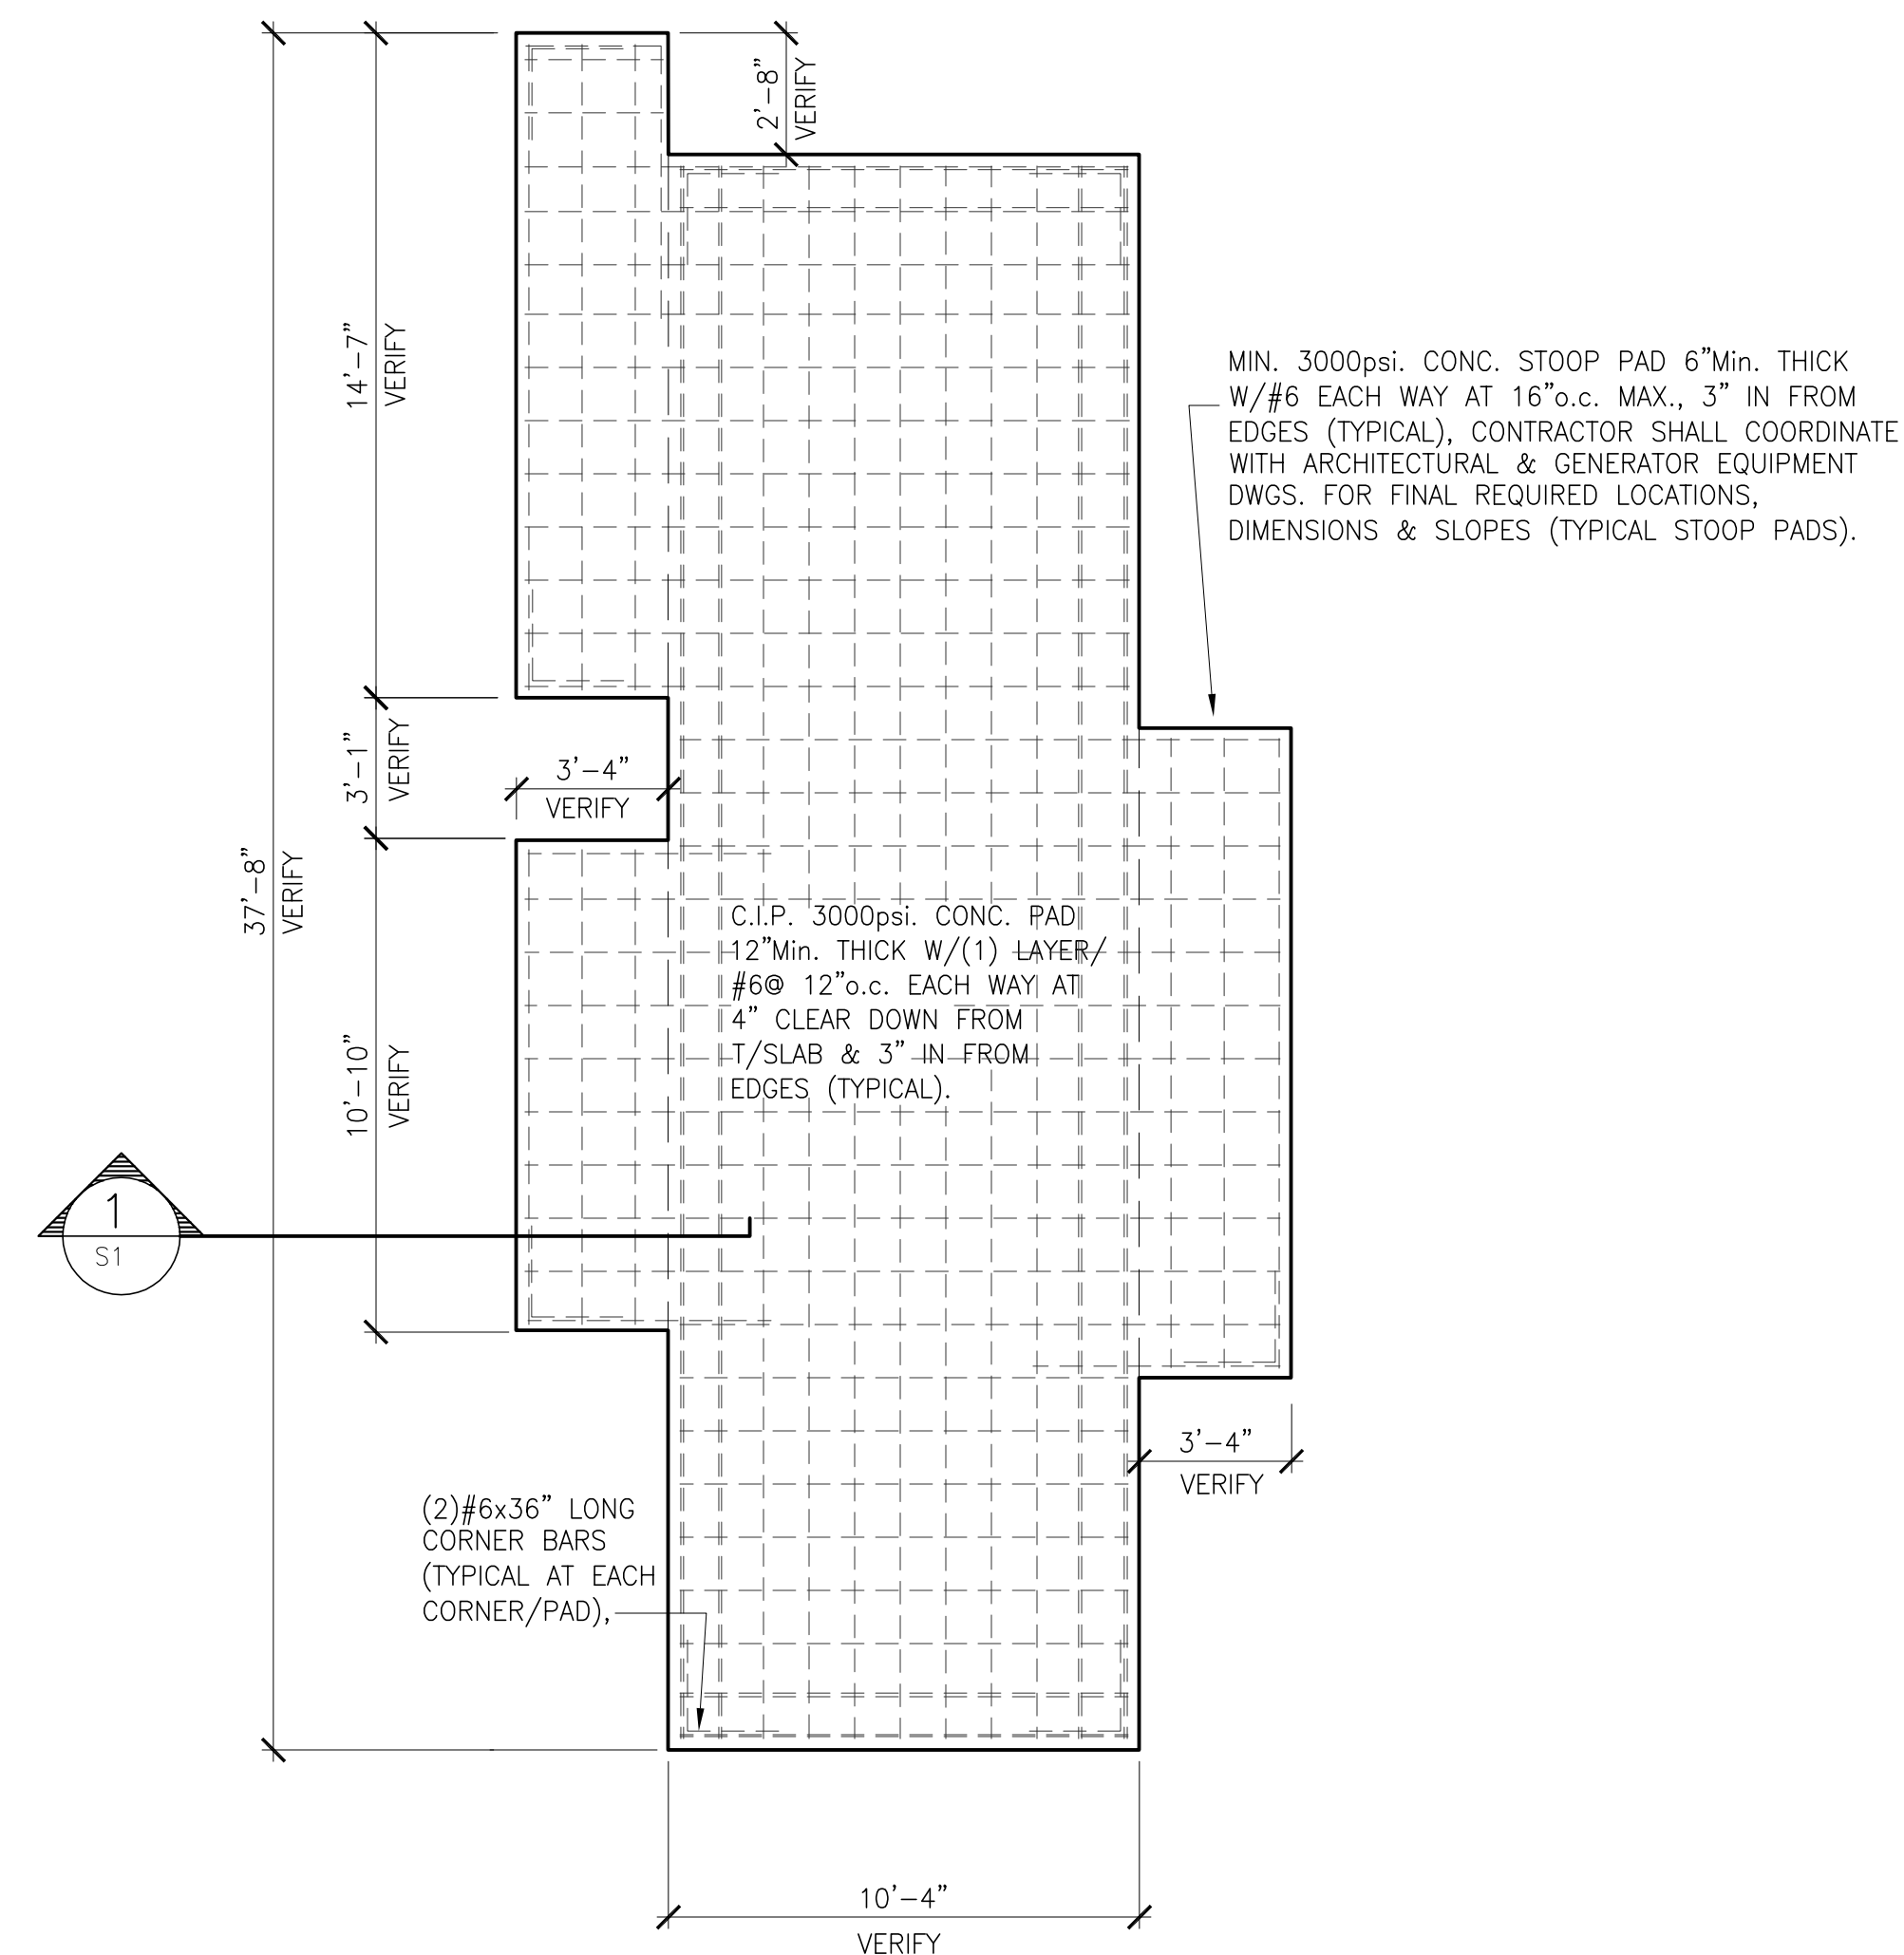 2'-8"
VERIFY
14'-7"
VERIFY
MIN. 3000psi. CONC. STOOP PAD 6"Min. THICK
W/#6 EACH WAY AT 16"o.c. MAX., 3" IN FROM
EDGES (TYPICAL), CONTRACTOR SHALL COORDINATE
WITH ARCHITECTURAL & GENERATOR EQUIPMENT
DWGS. FOR FINAL REQUIRED LOCATIONS,
DIMENSIONS & SLOPES (TYPICAL STOOP PADS).
3'-1"
VERIFY
3'-4"
VERIFY
37'-8"
VERIFY
C.I.P. 3000psi. CONC. PAD
12"Min. THICK W/(1) LAYER/
#6@ 12"o.c. EACH WAY AT
4" CLEAR DOWN FROM
T/SLAB & 3" IN FROM
EDGES (TYPICAL).
10'-10"
VERIFY
1
S1
3'-4"
VERIFY
(2)#6x36" LONG
CORNER BARS
(TYPICAL AT EACH
CORNER/PAD),
10'-4"
VERIFY